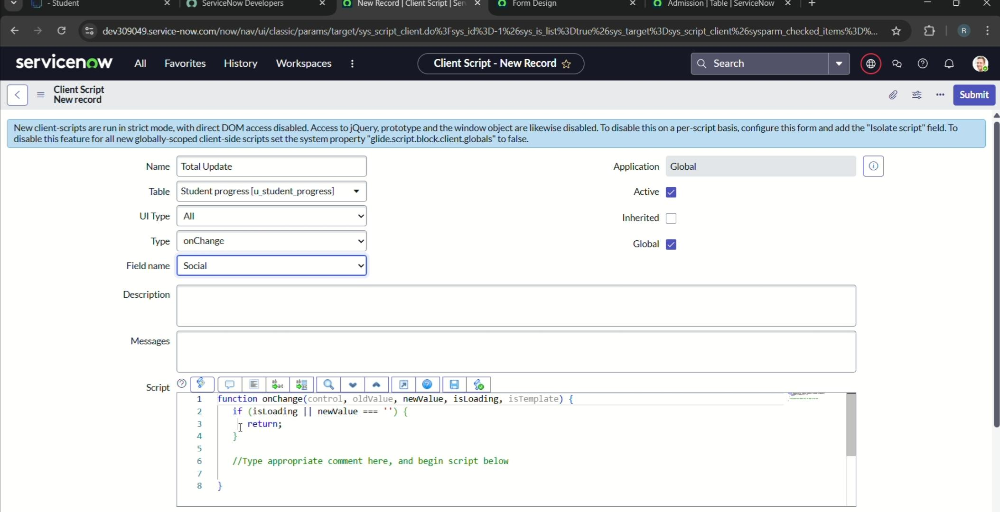 - Student
ServiceNow Developers
New Record | Client Script | Ser
Form Design
Admission | Table | ServiceNow
dev309049.service-now.com/now/nav/ui/classic/params/target/sys_script_client.do%3Fsys_id%3D-1%26sys_is_list%3Dtrue%26sys_target%3Dsys_script_client%26sysparm_checked_items%3D%...
R
servicenow
All
Favorites
History
Workspaces
Client Script - New Record
Search
Client Script
New record
Submit
New client-scripts are run in strict mode, with direct DOM access disabled. Access to jQuery, prototype and the window object are likewise disabled. To disable this on a per-script basis, configure this form and add the "Isolate script" field. To
disable this feature for all new globally-scoped client-side scripts set the system property "glide.script.block.client.globals" to false.
Name Total Update
Application Global
Table Student progress [u_student_progress]
Active
UI Type All
Inherited
Type onChange
Global
Field name Social
Description
Messages
Script
1 function onChange(control, oldValue, newValue, isLoading, isTemplate) {
2 if (isLoading || newValue === '') {
3 return;
4 }
5
6 //Type appropriate comment here, and begin script below
7
8 }